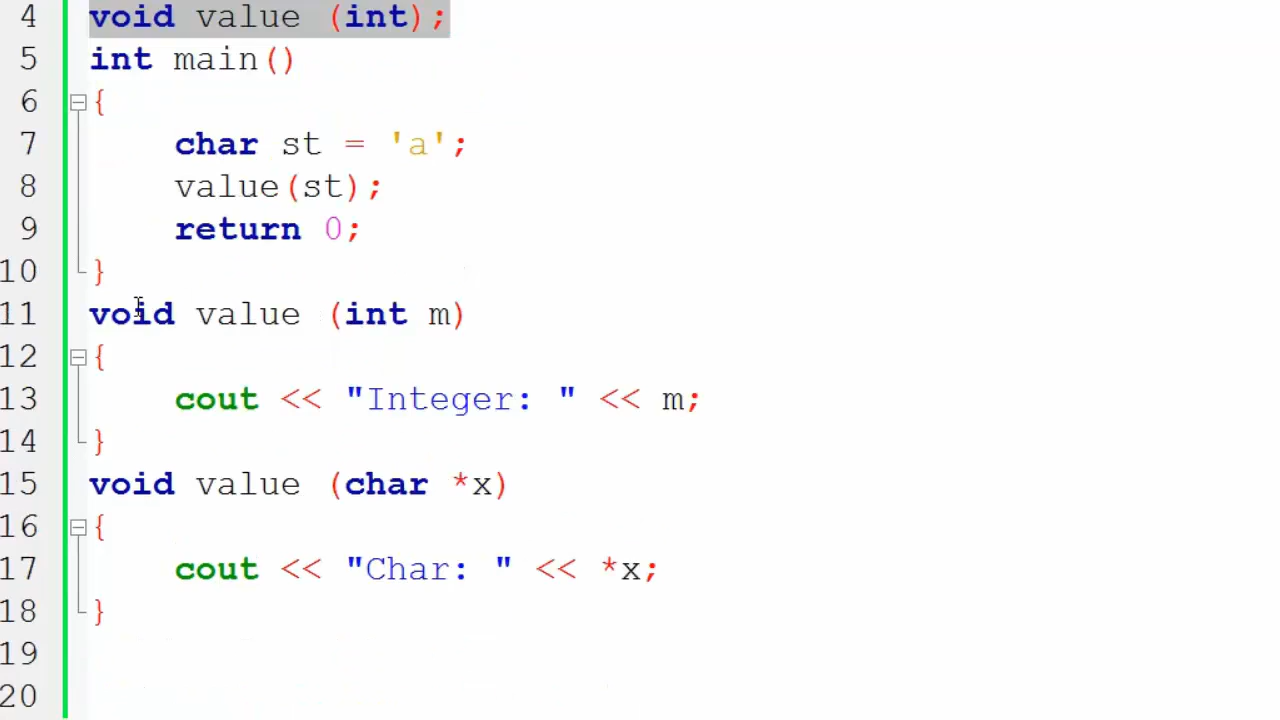 4 void value (int);
5 int main()
6 {
7 char st = 'a';
8 value(st);
9 return 0;
10 }
11 void value (int m)
12 {
13 cout << "Integer: " << m;
14 }
15 void value (char *x)
16 {
17 cout << "Char: " << *x;
18 }
19
20